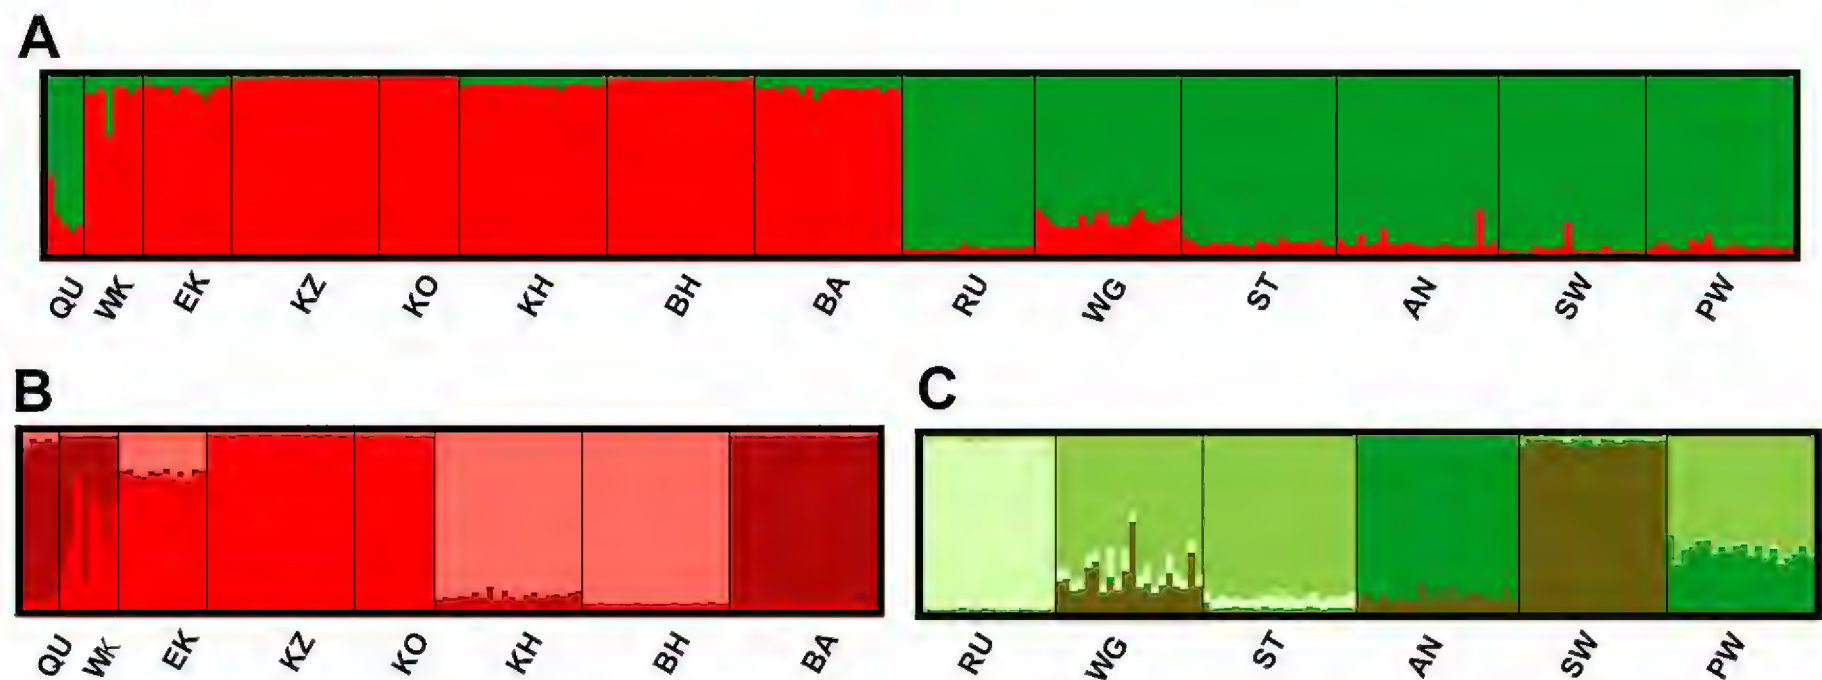 A
QU WK EK KZ KO KH BH BA RU WG ST AN SW PW
B
C
QU WK EK KZ KO KH BH BA
RU WG ST AN SW PW